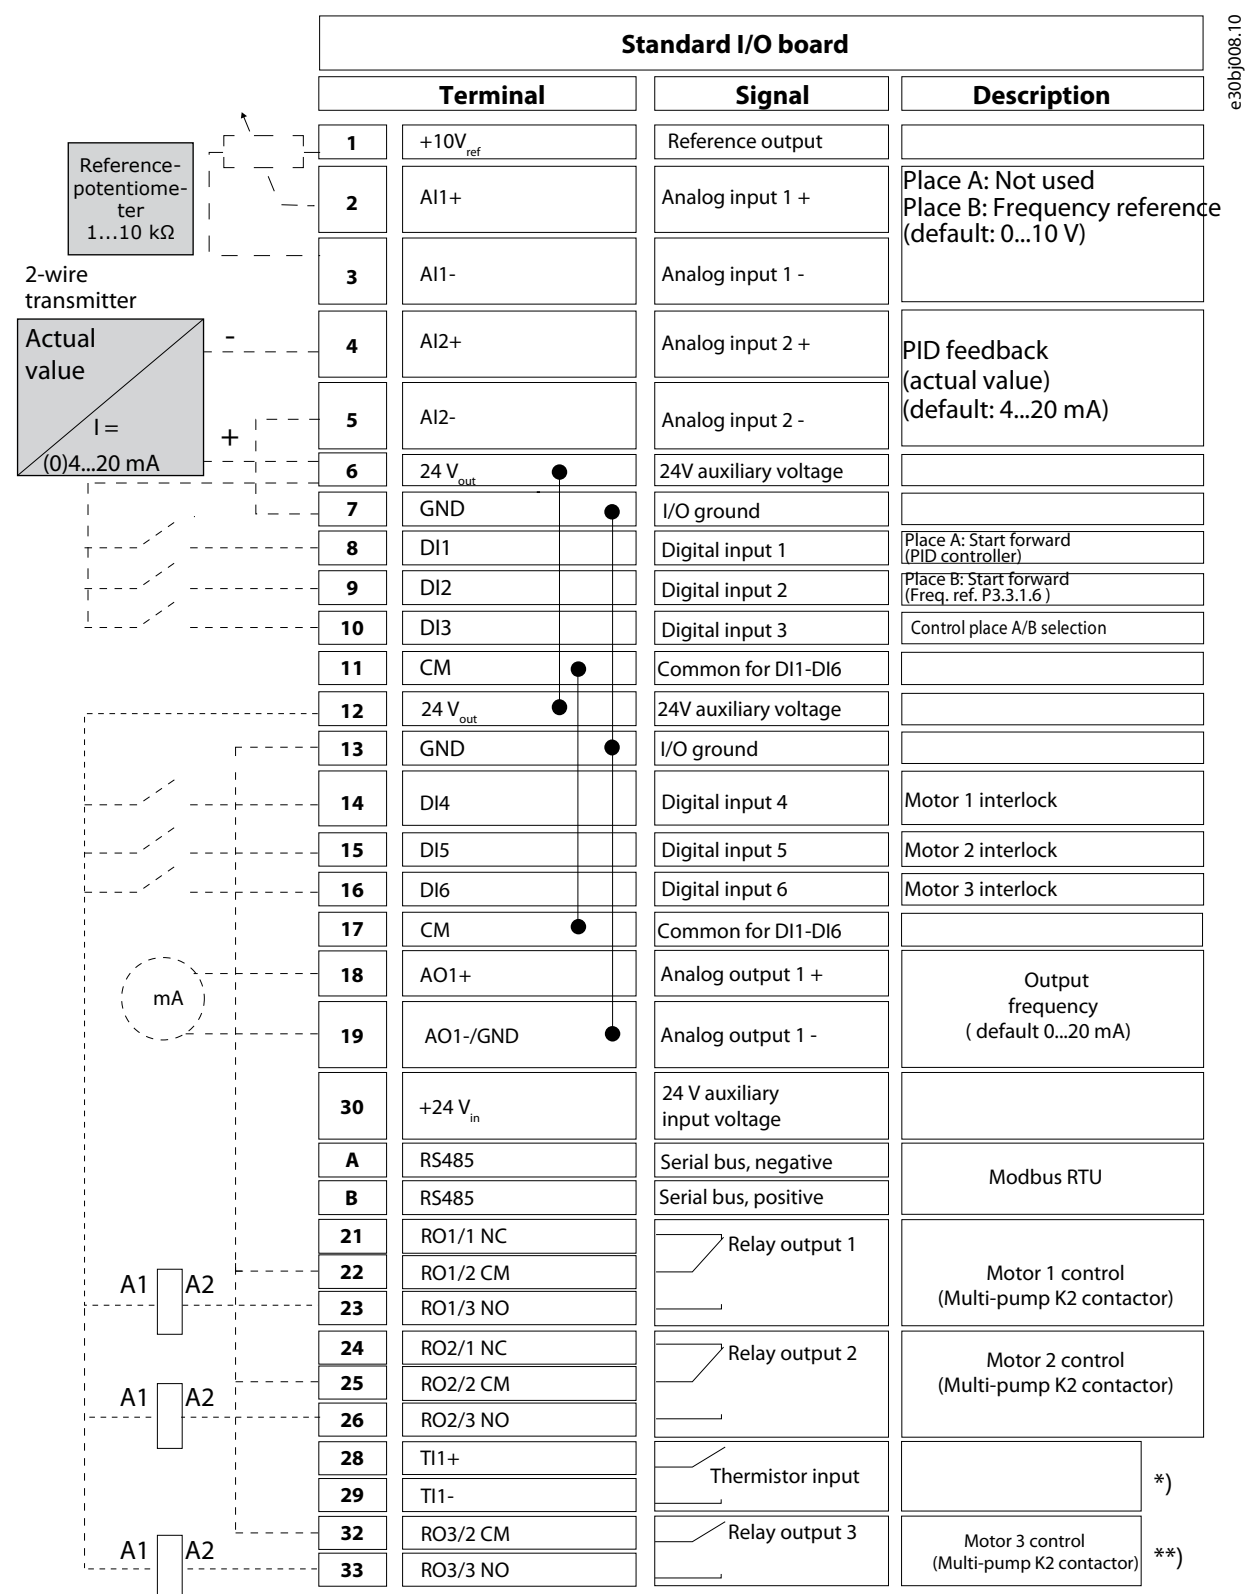 e30bj008.10
Standard I/O board
Terminal Signal Description
1 +10Vref Reference output
Reference-
potentiome-
ter
1...10 kΩ
2 AI1+ Analog input 1 +
Place A: Not used
Place B: Frequency reference
(default: 0...10 V)
3 AI1- Analog input 1 -
2-wire
transmitter
Actual
value
I =
(0)4...20 mA
-
+
4 AI2+ Analog input 2 +
PID feedback
(actual value)
(default: 4...20 mA)
5 AI2- Analog input 2 -
6 24 Vout 24V auxiliary voltage
7 GND I/O ground
8 DI1 Digital input 1
Place A: Start forward
(PID controller)
9 DI2 Digital input 2
Place B: Start forward
(Freq. ref. P3.3.1.6 )
10 DI3 Digital input 3 Control place A/B selection
11 CM Common for DI1-DI6
12 24 Vout 24V auxiliary voltage
13 GND I/O ground
14 DI4 Digital input 4 Motor 1 interlock
15 DI5 Digital input 5 Motor 2 interlock
16 DI6 Digital input 6 Motor 3 interlock
17 CM Common for DI1-DI6
mA
18 AO1+ Analog output 1 +
Output
frequency
( default 0...20 mA)
19 AO1-/GND Analog output 1 -
30 +24 Vin
24 V auxiliary
input voltage
A RS485 Serial bus, negative
Modbus RTU
B RS485 Serial bus, positive
21 RO1/1 NC
Relay output 1
22 RO1/2 CM
A1 A2
Motor 1 control
(Multi-pump K2 contactor)
23 RO1/3 NO
24 RO2/1 NC
Relay output 2
25 RO2/2 CM
A1 A2
Motor 2 control
(Multi-pump K2 contactor)
26 RO2/3 NO
28 TI1+
Thermistor input
*)
29 TI1-
32 RO3/2 CM
Relay output 3
A1 A2
Motor 3 control
(Multi-pump K2 contactor)
**)
33 RO3/3 NO